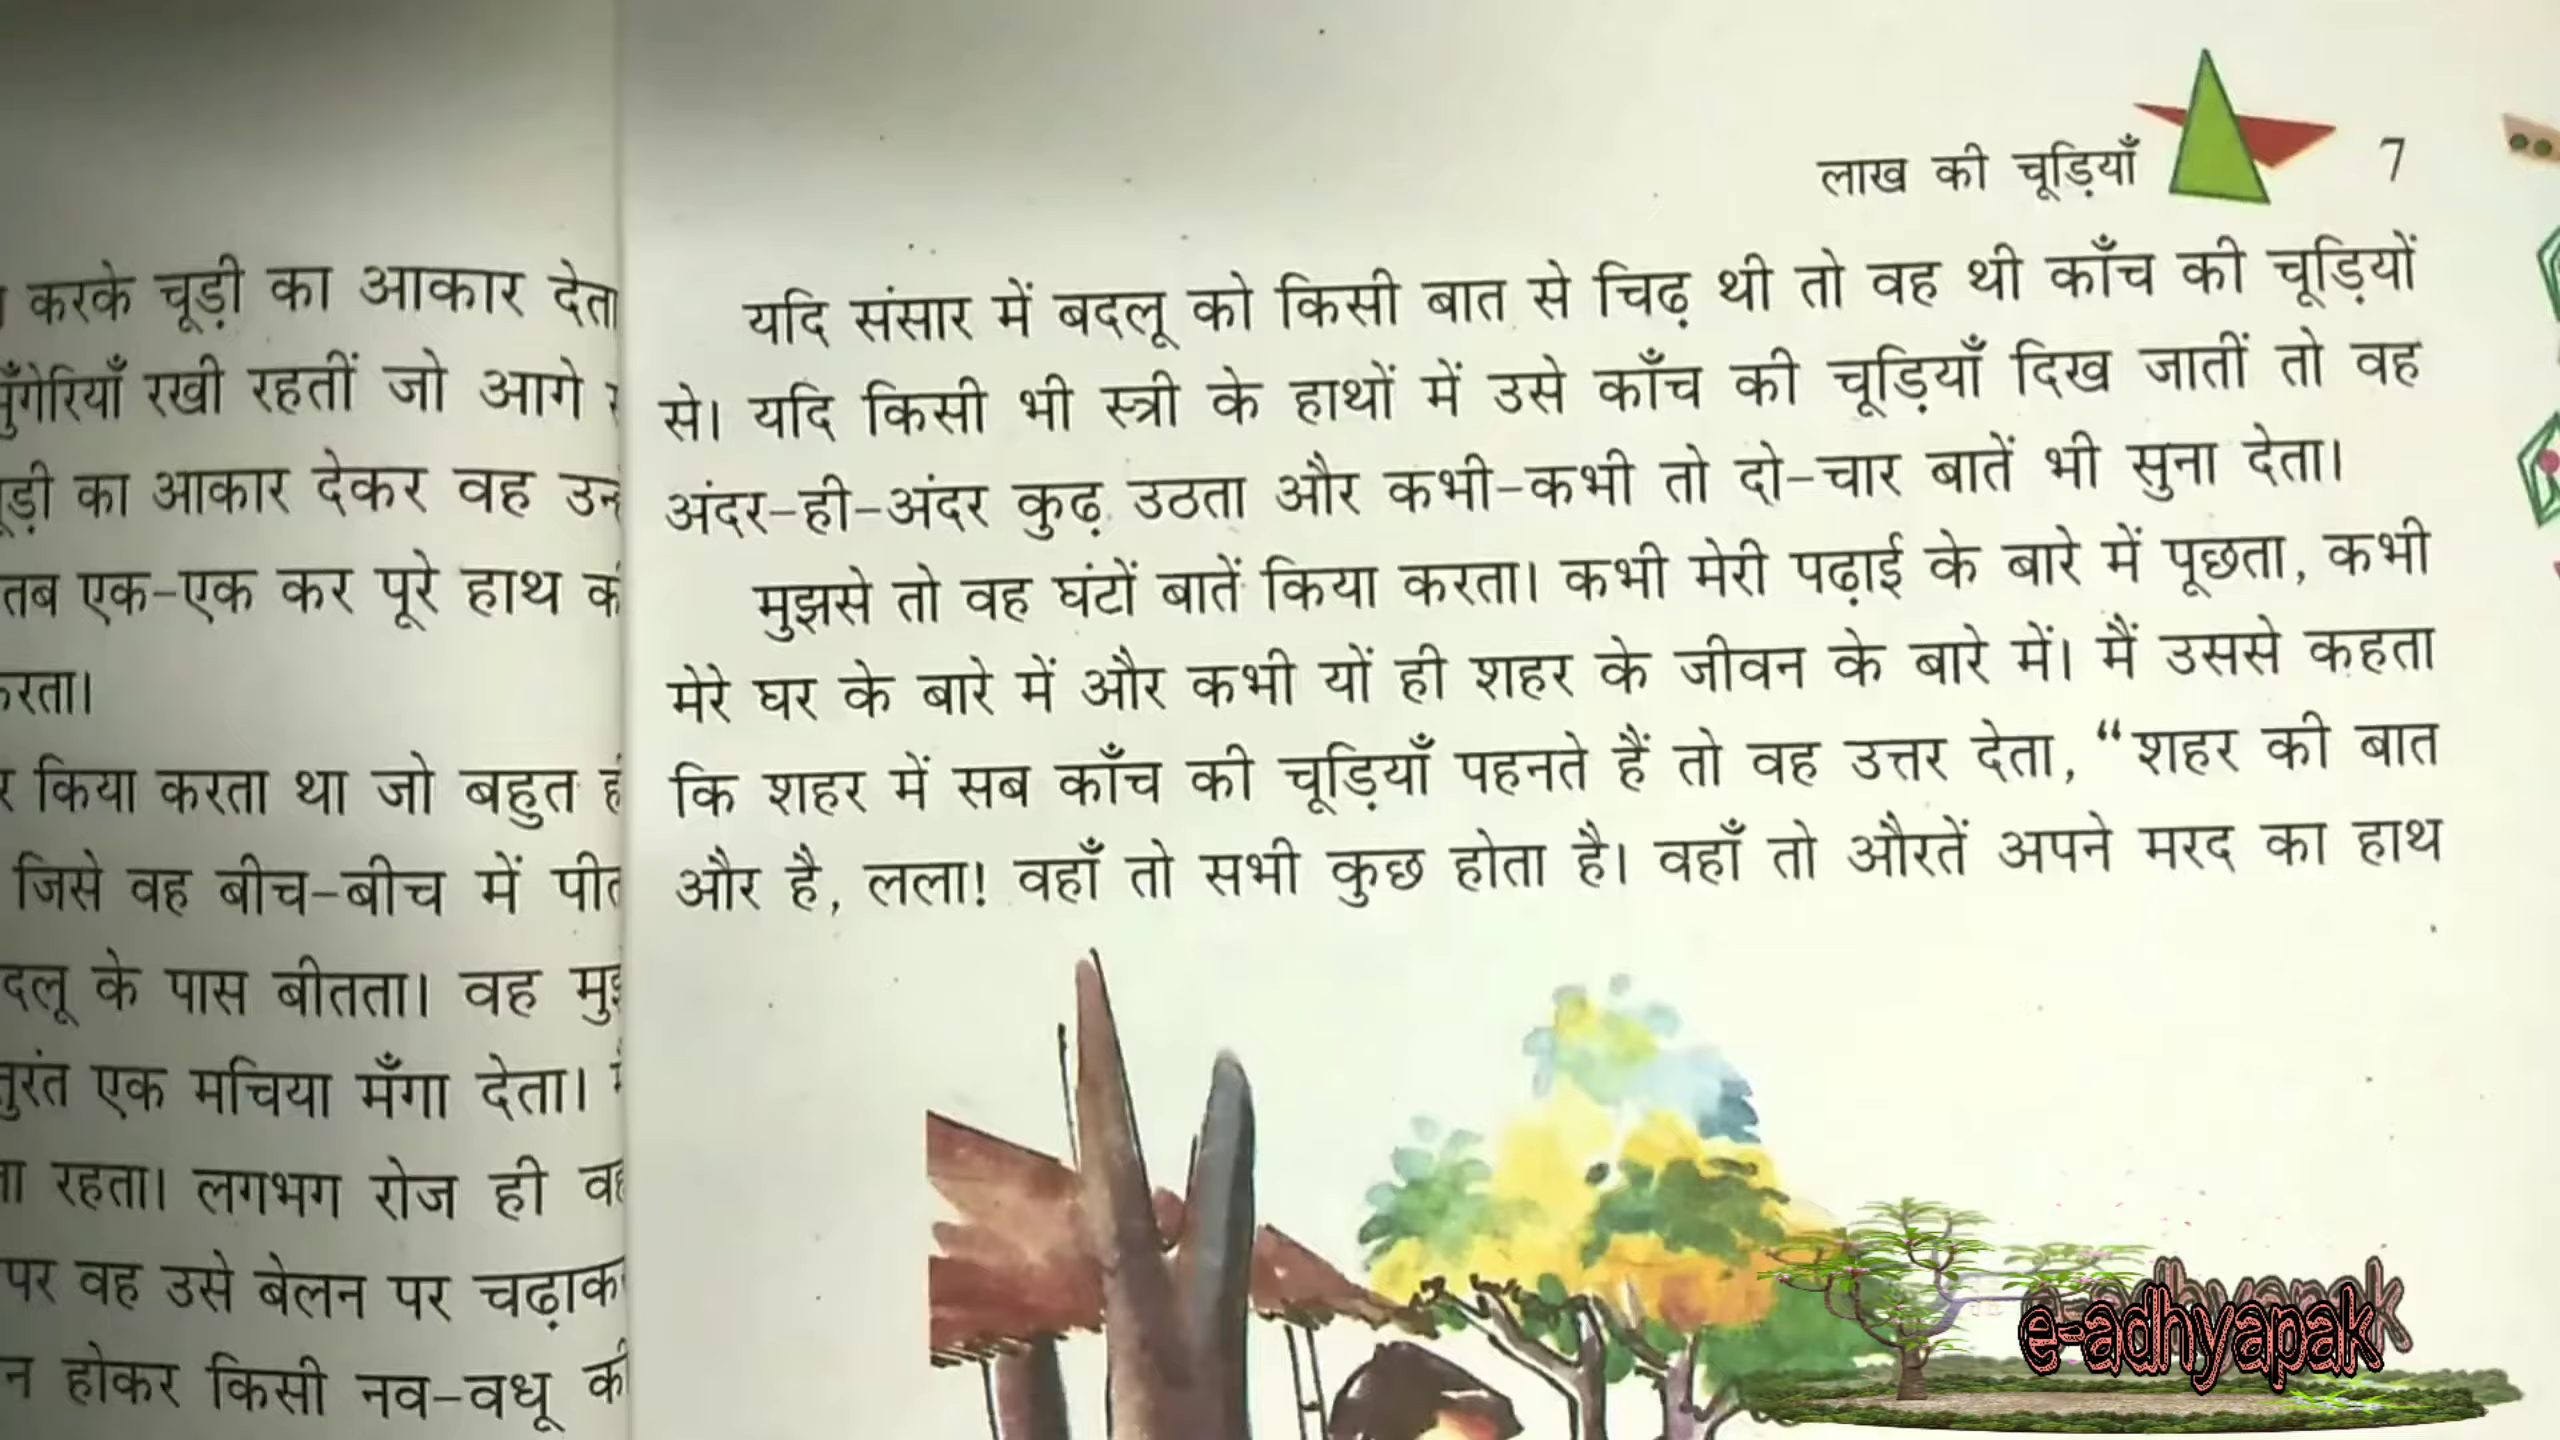 करके चूड़ी का आकार देता
मुँगेरियाँ रखी रहतीं जो आगे
का आकार देकर वह
तब एक-एक कर पूरे हाथ
करता।
किया करता था जो बहुत
जिसे वह बीच-बीच में
के पास बीतता। वह
तुरंत एक मचिया मँगा देता।
रहता। लगभग रोज ही
पर वह उसे बेलन पर
होकर किसी नव-वधू
लाख की चूड़ियाँ 7
यदि संसार में बदलू को किसी बात से चिढ़ थी तो वह थी काँच की चूड़ियों
से। यदि किसी भी स्त्री के हाथों में उसे काँच की चूड़ियाँ दिख जातीं तो वह
अंदर-ही-अंदर कुढ़ उठता और कभी-कभी तो दो-चार बातें भी सुना देता।
मुझसे तो वह घंटों बातें किया करता। कभी मेरी पढ़ाई के बारे में पूछता, कभी
मेरे घर के बारे में और कभी यों ही शहर के जीवन के बारे में। मैं उससे कहता
कि शहर में सब काँच की चूड़ियाँ पहनते हैं तो वह उत्तर देता, “शहर की बात
और है, लला! वहाँ तो सभी कुछ होता है। वहाँ तो औरतें अपने मरद का हाथ
e-adhyapak